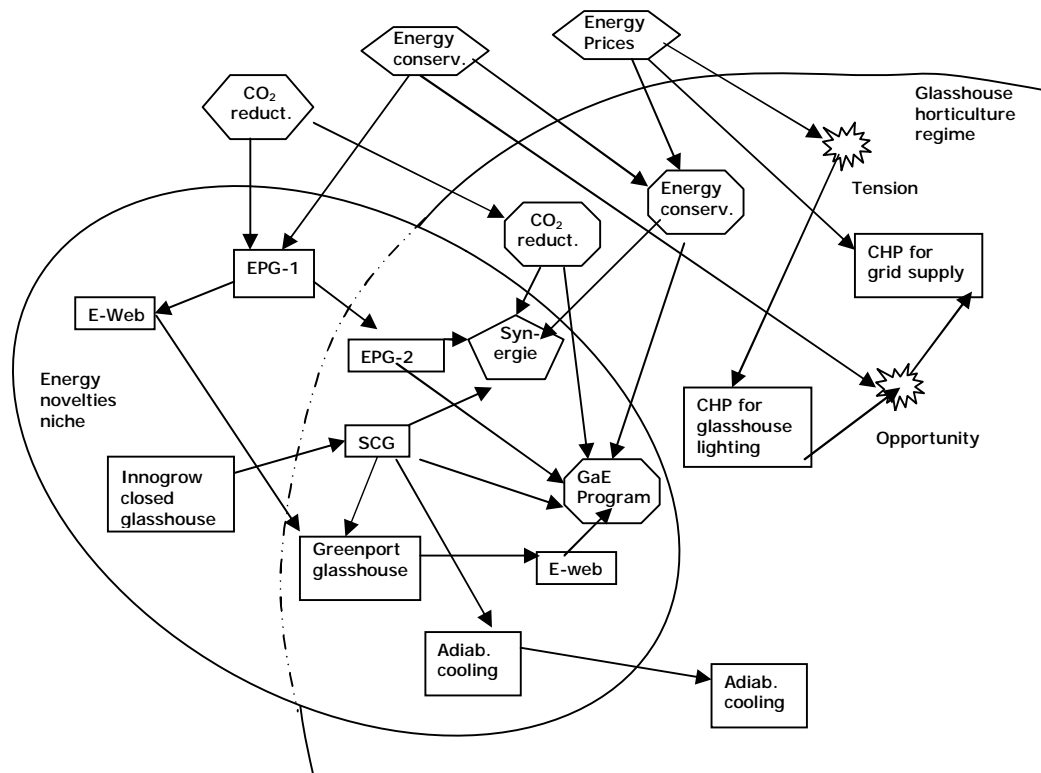 Energy
conserv.
Energy
Prices
CO₂
reduct.
Glasshouse
horticulture
regime
Tension
Energy
conserv.
CO₂
reduct.
EPG-1
CHP for
grid supply
E-Web
Syn-
ergie
EPG-2
Energy
novelties
niche
CHP for
glasshouse
lighting
Opportunity
SCG
Innogrow
closed
glasshouse
GaE
Program
Greenport
glasshouse
E-web
Adiab.
cooling
Adiab.
cooling